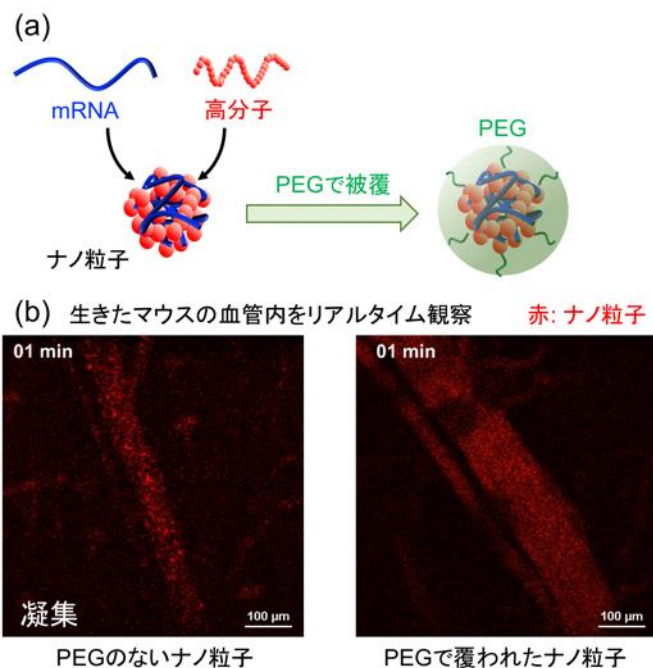 (a)
mRNA
高分子
PEG
PEGで被覆
ナノ粒子
(b) 生きたマウスの血管内をリアルタイム観察 赤: ナノ粒子
01 min
01 min
凝集
100 µm
100 µm
PEGのないナノ粒子
PEGで覆われたナノ粒子